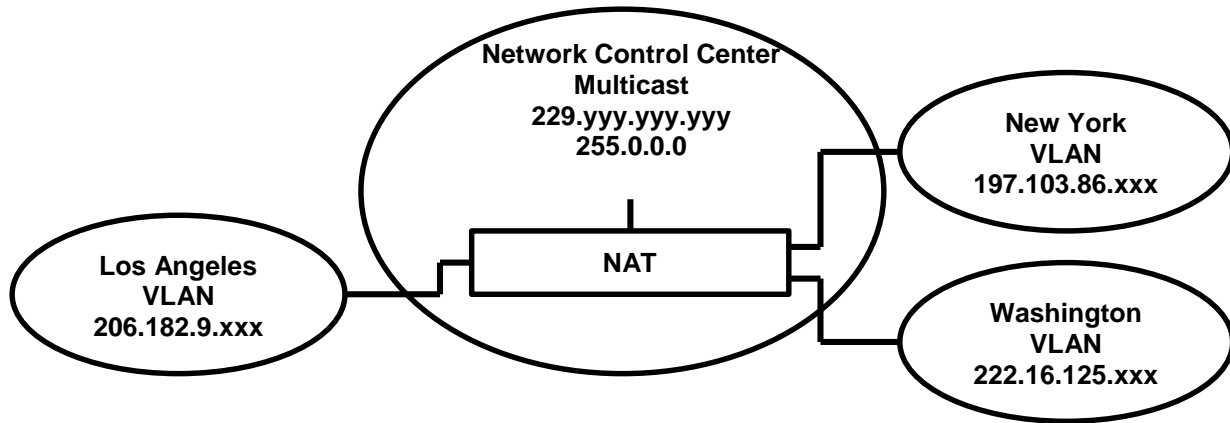 Network Control Center
Multicast
229.yyy.yyy.yyy
255.0.0.0
NAT
Los Angeles
VLAN
206.182.9.xxx
New York
VLAN
197.103.86.xxx
Washington
VLAN
222.16.125.xxx